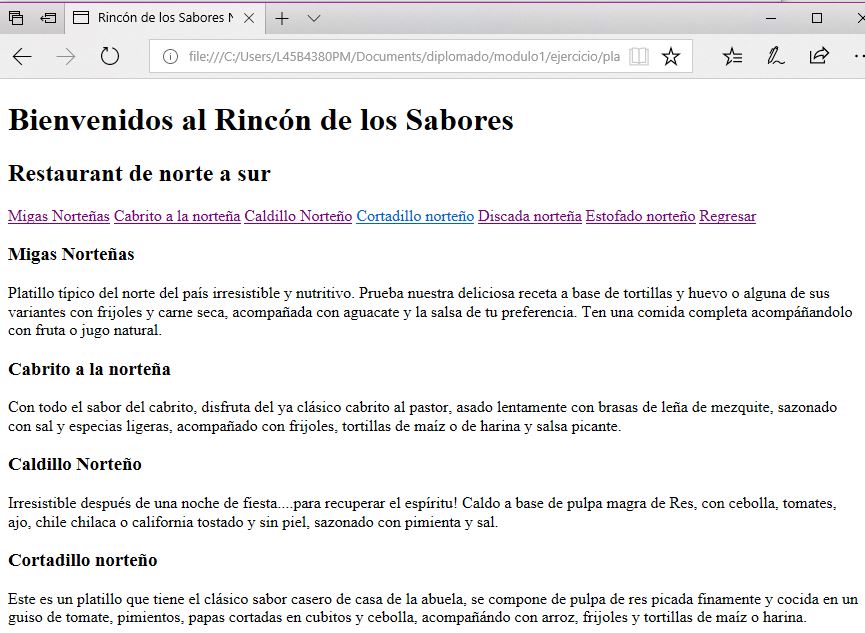 Rincón de los Sabores N
file:///C:/Users/L45B4380PM/Documents/diplomado/modulo1/ejercicio/pla
Bienvenidos al Rincón de los Sabores
Restaurant de norte a sur
Migas Norteñas Cabrito a la norteña Caldillo Norteño Cortadillo norteño Discada norteña Estofado norteño Regresar
Migas Norteñas
Platillo típico del norte del país irresistible y nutritivo. Prueba nuestra deliciosa receta a base de tortillas y huevo o alguna de sus
variantes con frijoles y carne seca, acompañada con aguacate y la salsa de tu preferencia. Ten una comida completa acompáñandolo
con fruta o jugo natural.
Cabrito a la norteña
Con todo el sabor del cabrito, disfruta del ya clásico cabrito al pastor, asado lentamente con brasas de leña de mezquite, sazonado
con sal y especias ligeras, acompañado con frijoles, tortillas de maíz o de harina y salsa picante.
Caldillo Norteño
Irresistible después de una noche de fiesta....para recuperar el espíritu! Caldo a base de pulpa magra de Res, con cebolla, tomates,
ajo, chile chilaca o california tostado y sin piel, sazonado con pimienta y sal.
Cortadillo norteño
Este es un platillo que tiene el clásico sabor casero de casa de la abuela, se compone de pulpa de res picada finamente y cocida en un
guiso de tomate, pimientos, papas cortadas en cubitos y cebolla, acompañándo con arroz, frijoles y tortillas de maíz o harina.